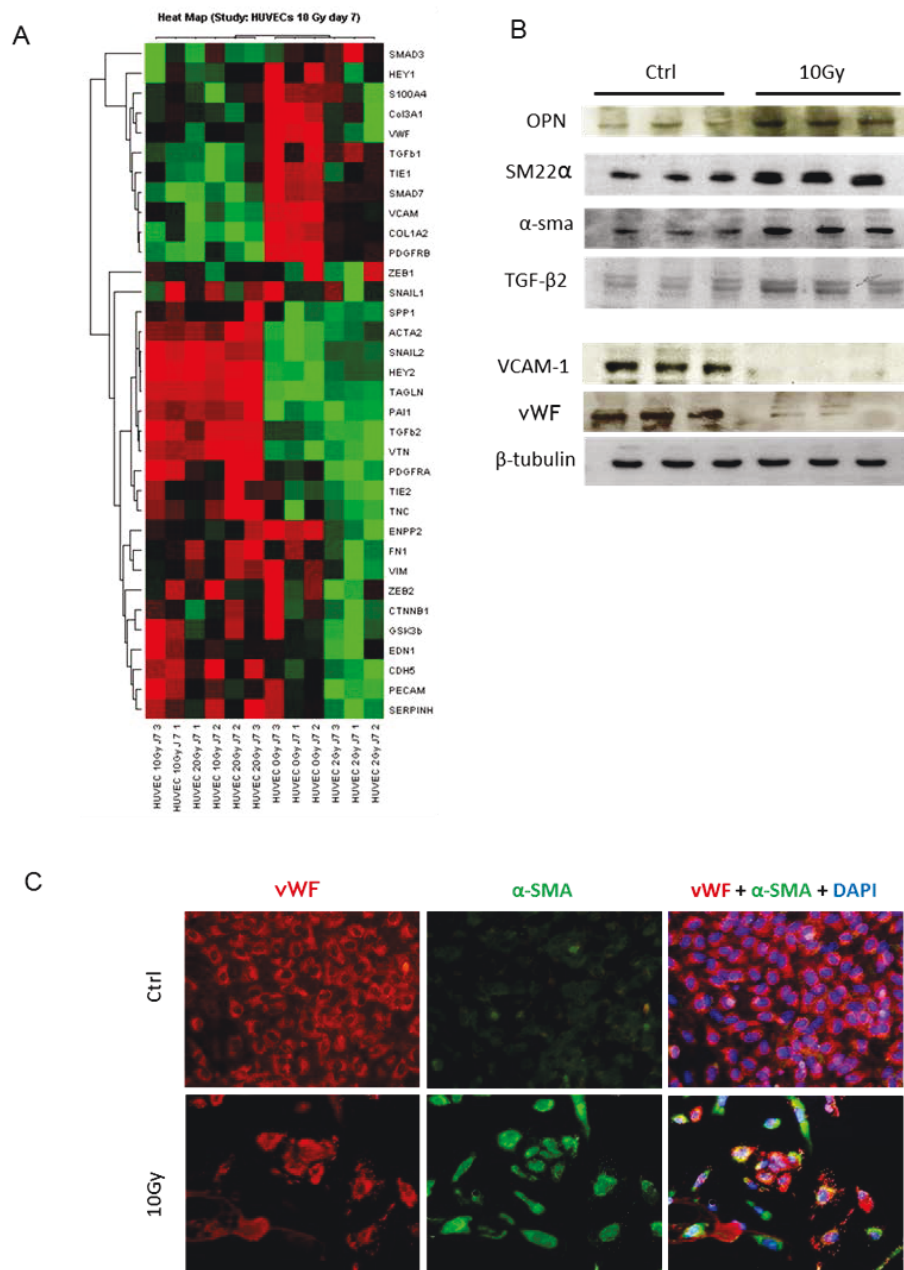 A
Heat Map (Study: HUVECs 10 Gy day 7)
SMAD3
HEY1
S100A4
Col3A1
VWF
TGFb1
TIE1
SMAD7
VCAM
COL1A2
PDGFRB
ZEB1
SNAIL1
SPP1
ACTA2
SNAIL2
HEY2
TAGLN
PAI1
TGFb2
VTN
PDGFRA
TIE2
TNC
ENPP2
FN1
VIM
ZEB2
CTNNB1
GSK3b
EDN1
CDH5
PECAM
SERPINH
HUVEC 10Gy J7 3
HUVEC 10Gy J7 1
HUVEC 20Gy J7 1
HUVEC 10Gy J7 2
HUVEC 20Gy J7 2
HUVEC 20Gy J7 3
HUVEC 0Gy J7 3
HUVEC 0Gy J7 1
HUVEC 0Gy J7 2
HUVEC 2Gy J7 3
HUVEC 2Gy J7 1
HUVEC 2Gy J7 2
B
Ctrl 10Gy
OPN
SM22α
α-sma
TGF-β2
VCAM-1
vWF
β-tubulin
C
vWF α-SMA vWF + α-SMA + DAPI
Ctrl
10Gy